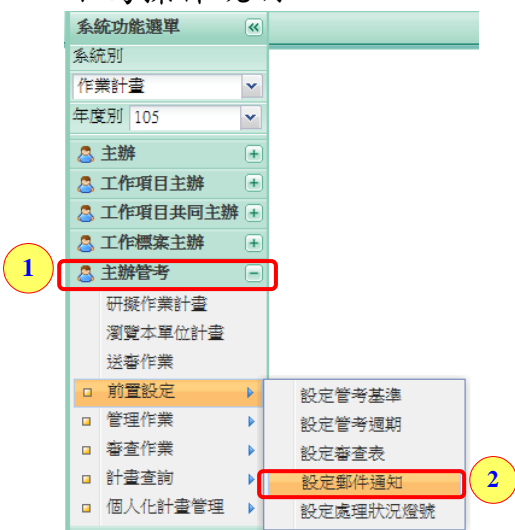 系統功能選單
系統別
作業計畫
年度別 105
主辦
工作項目主辦
工作項目共同主辦
工作標案主辦
1
主辦管考
研擬作業計畫
瀏覽本單位計畫
送審作業
前置設定
管理作業
審查作業
計畫查詢
個人化計畫管理
設定管考基準
設定管考週期
設定審查表
設定郵件通知
2
設定處理狀況燈號